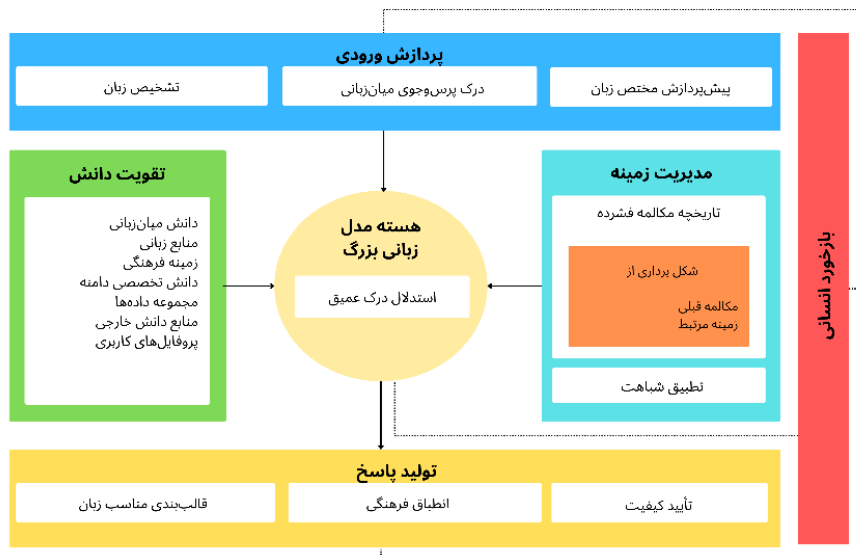 پردازش ورودی
پیش‌پردازش مختص زبان
درک پرس‌وجوی میان‌زبانی
تشخیص زبان
بازخورد انسانی
مدیریت زمینه
تاریخچه مکالمه فشرده
شکل برداری از
مکالمه قبلی
زمینه مرتبط
تطبیق شباهت
هسته مدل
زبانی بزرگ
استدلال درک عمیق
تقویت دانش
دانش میان‌زبانی
منابع زبانی
زمینه فرهنگی
دانش تخصصی دامنه
مجموعه داده‌ها
منابع دانش خارجی
پروفایل‌های کاربری
تولید پاسخ
تأیید کیفیت
انطباق فرهنگی
قالب‌بندی مناسب زبان